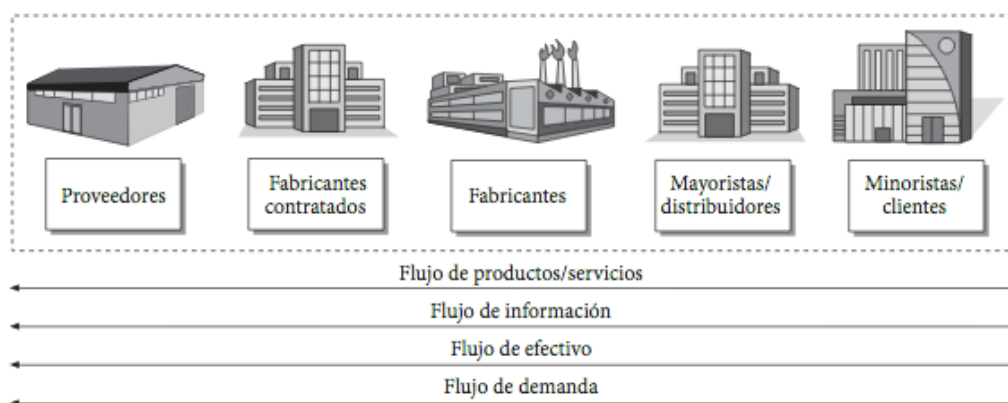 Proveedores
Fabricantes
contratados
Fabricantes
Mayoristas/
distribuidores
Minoristas/
clientes
Flujo de productos/servicios
Flujo de información
Flujo de efectivo
Flujo de demanda